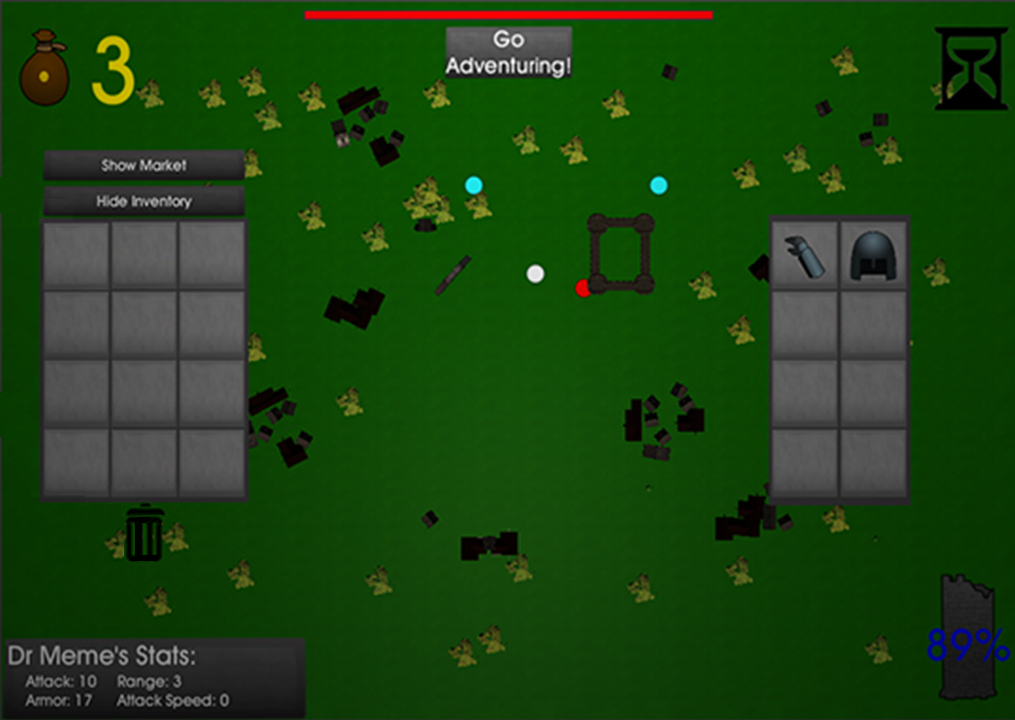 3
Go
Adventuring!
Show Market
Hide Inventory
89%
Dr Meme's Stats:
Attack: 10 Range: 3
Armor: 17 Attack Speed: 0